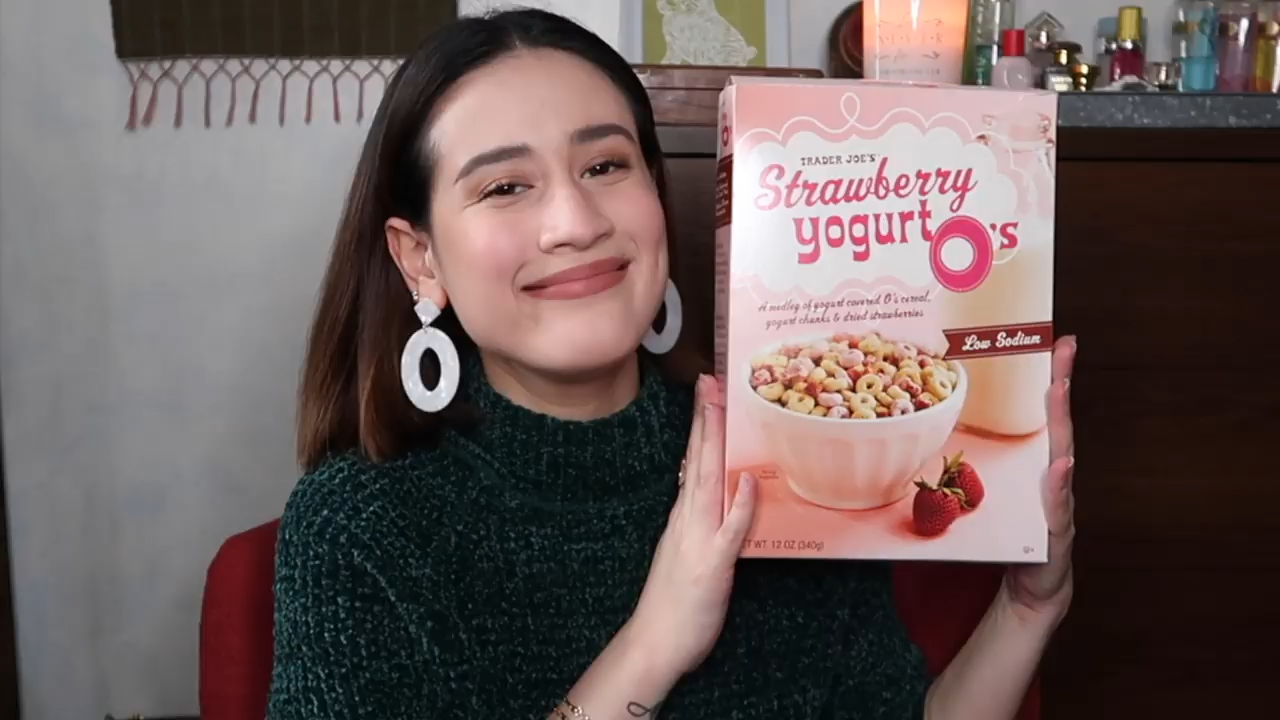 TRADER JOE'S
Strawberry
yogurt O's
A medley of yogurt covered O's cereal,
yogurt chunks & dried strawberries
Low Sodium
WT. 12 OZ (340g)